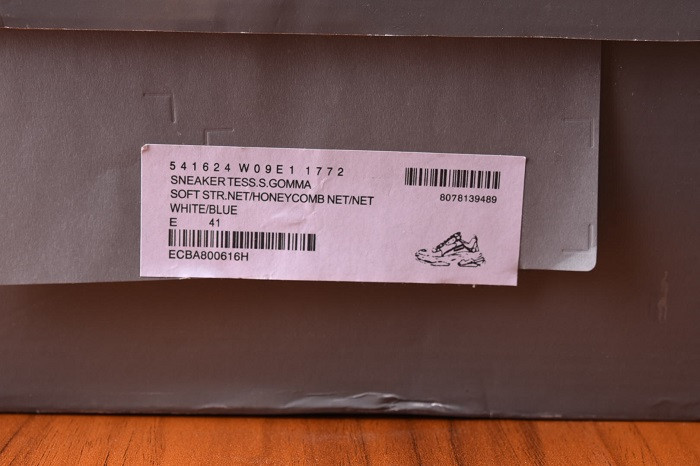 541624 W09E1 1772
SNEAKER TESS.S.GOMMA
SOFT STR.NET/HONEYCOMB NET/NET
WHITE/BLUE
E 41
ECBA800616H
8078139489